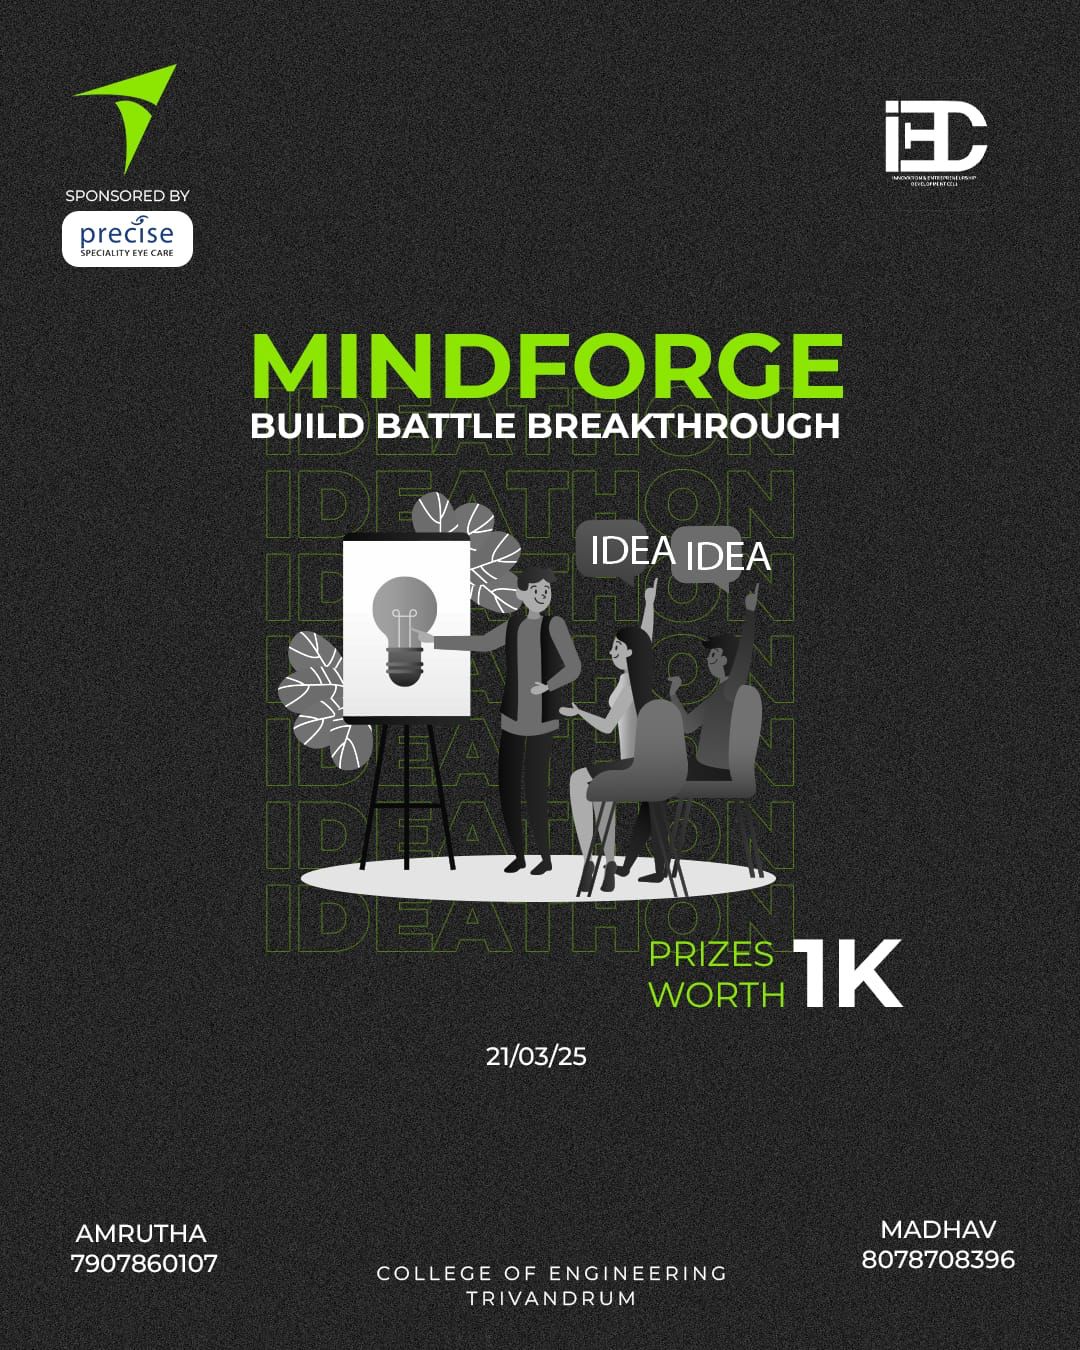 SPONSORED BY
precise
SPECIALITY EYE CARE
iEDC
INNOVATION & ENTREPRENEURSHIP
DEVELOPMENT CELL
MINDFORGE
BUILD BATTLE BREAKTHROUGH
IDEATHON
IDEATHON
IDEATHON
IDEATHON
IDEATHON
IDEATHON
IDEATHON
IDEA IDEA
PRIZES
WORTH 1K
21/03/25
AMRUTHA
7907860107
MADHAV
8078708396
COLLEGE OF ENGINEERING
TRIVANDRUM